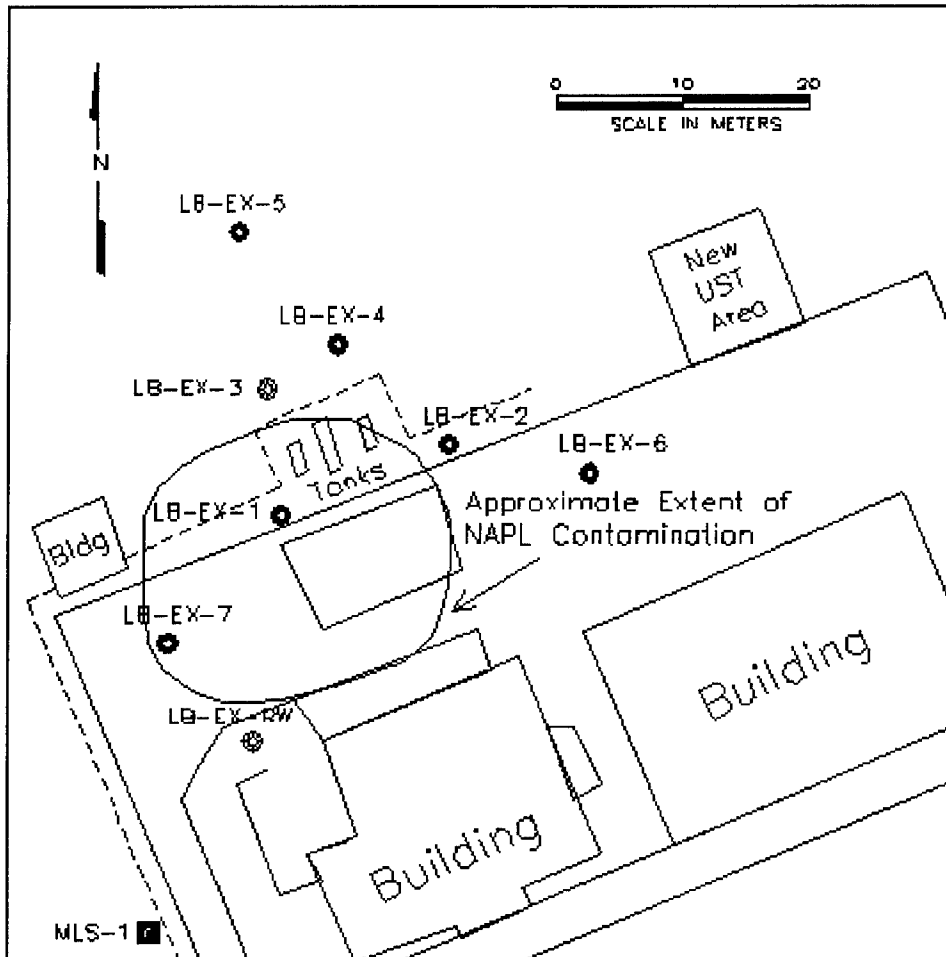 0 10 20
SCALE IN METERS
N
LB-EX-5
New
UST
Area
LB-EX-4
LB-EX-3
LB-EX-2
LB-EX-6
Tanks
Approximate Extent of
NAPL Contamination
LB-EX-1
Bldg
LB-EX-7
Building
LB-EX-RW
Building
MLS-1